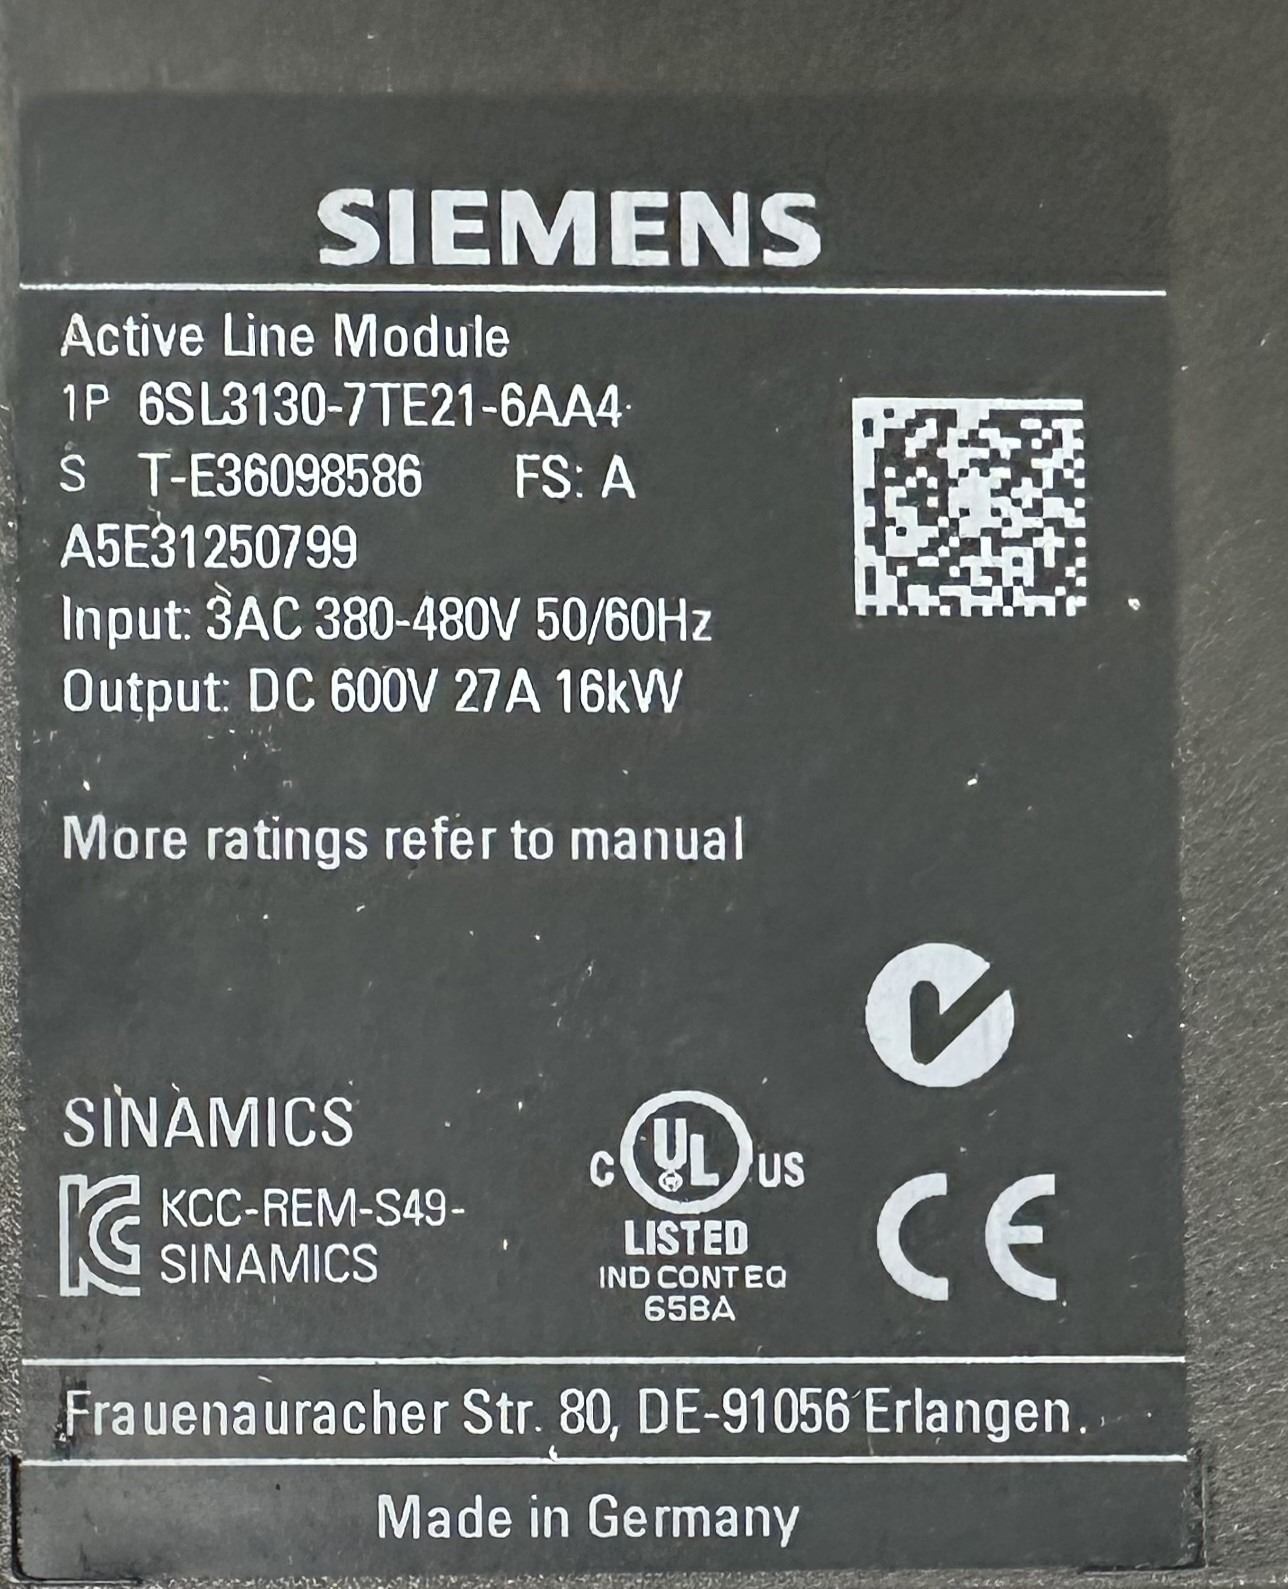 SIEMENS
Active Line Module
1P 6SL3130-7TE21-6AA4
S T-E36098586 FS: A
A5E31250799
Input: 3AC 380-480V 50/60Hz
Output: DC 600V 27A 16kW
More ratings refer to manual
SINAMICS
KCC-REM-S49-
SINAMICS
C UL US
LISTED
IND CONT EQ
65BA
CE
Frauenauracher Str. 80, DE-91056 Erlangen
Made in Germany